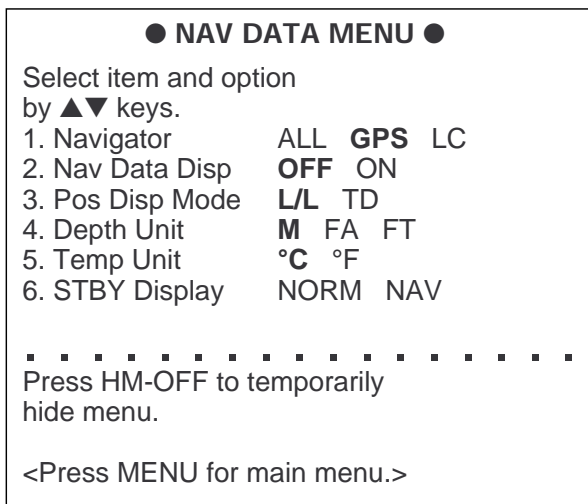 ● NAV DATA MENU ●
Select item and option
by ▲▼ keys.
1. Navigator ALL GPS LC
2. Nav Data Disp OFF ON
3. Pos Disp Mode L/L TD
4. Depth Unit M FA FT
5. Temp Unit °C °F
6. STBY Display NORM NAV
Press HM-OFF to temporarily
hide menu.
<Press MENU for main menu.>